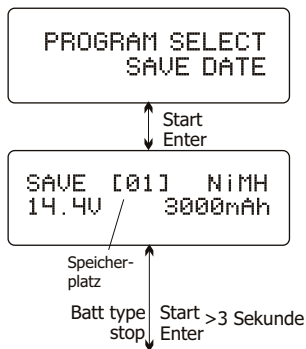 PROGRAM SELECT
SAVE DATE
Start
Enter
SAVE [01] NiMH
14.4V 3000mAh
Speicher-
platz
Batt type Start >3 Sekunde
stop Enter